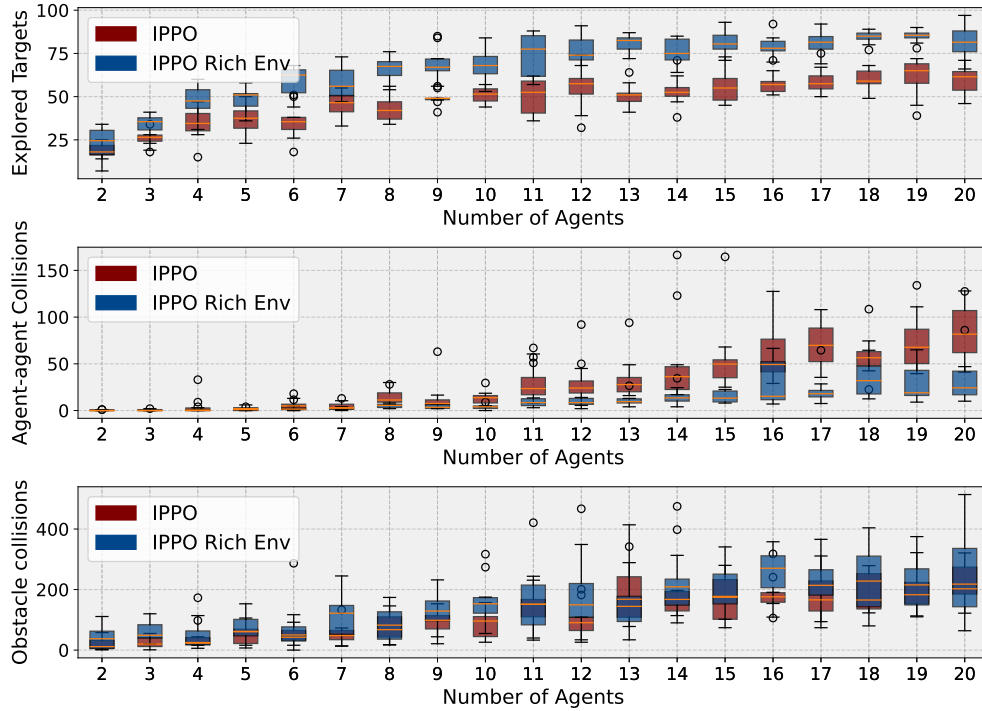 Explored Targets
75
50
25
IPPO
IPPO Rich Env
2 3 4 5 6 7 8 9 10 11 12 13 14 15 16 17 18 19 20
Number of Agents
Agent-agent Collisions
150
100
50
0
IPPO
IPPO Rich Env
2 3 4 5 6 7 8 9 10 11 12 13 14 15 16 17 18 19 20
Number of Agents
Obstacle collisions
400
200
0
IPPO
IPPO Rich Env
2 3 4 5 6 7 8 9 10 11 12 13 14 15 16 17 18 19 20
Number of Agents